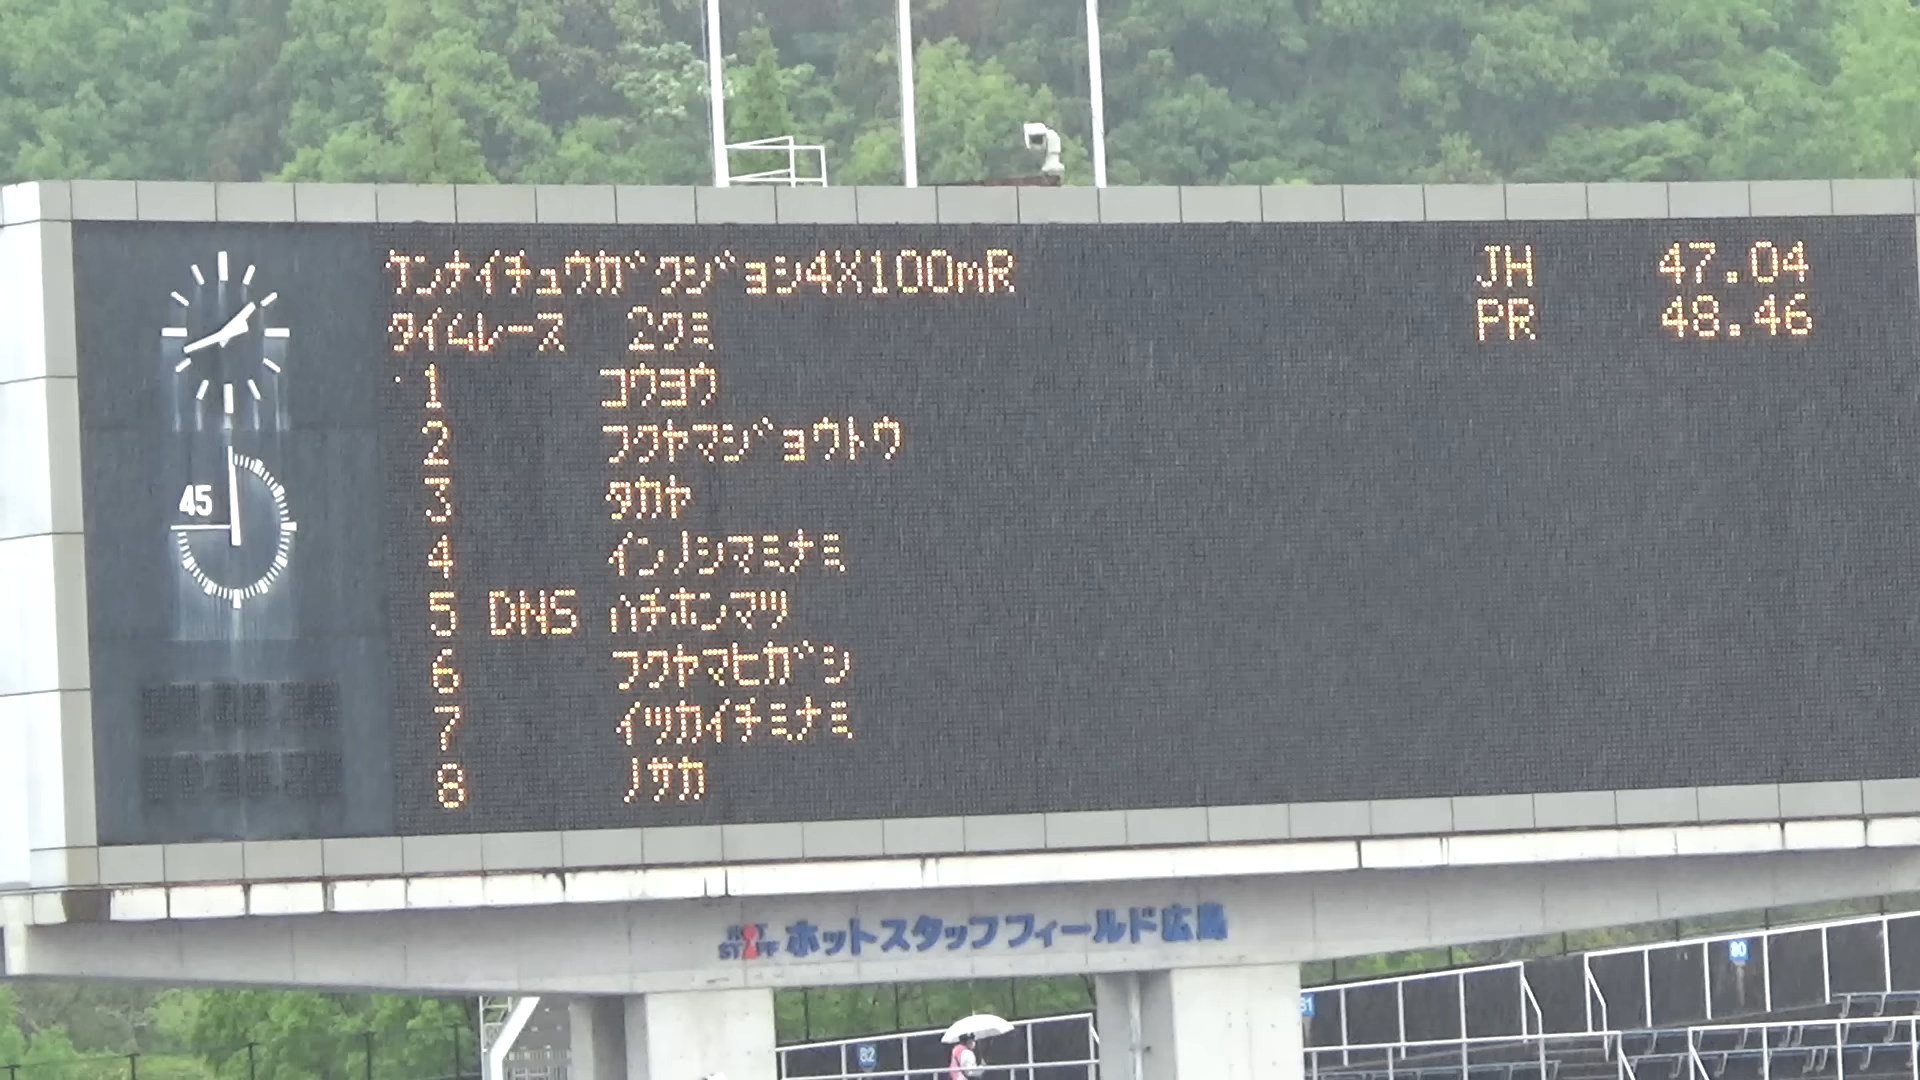 ケンナイチュウガクジョシ4X100mR JH 47.04
タイムレース 2クミ PR 48.46
1 コウヨウ
2 フクヤマジョウトウ
3 タカヤ
4 インノシマミナミ
5 DNS ハチホンマツ
6 フクヤマヒガシ
7 イツカイチミナミ
8 ノサカ
45
HOT STAFF ホットスタッフフィールド広島
80
81
82